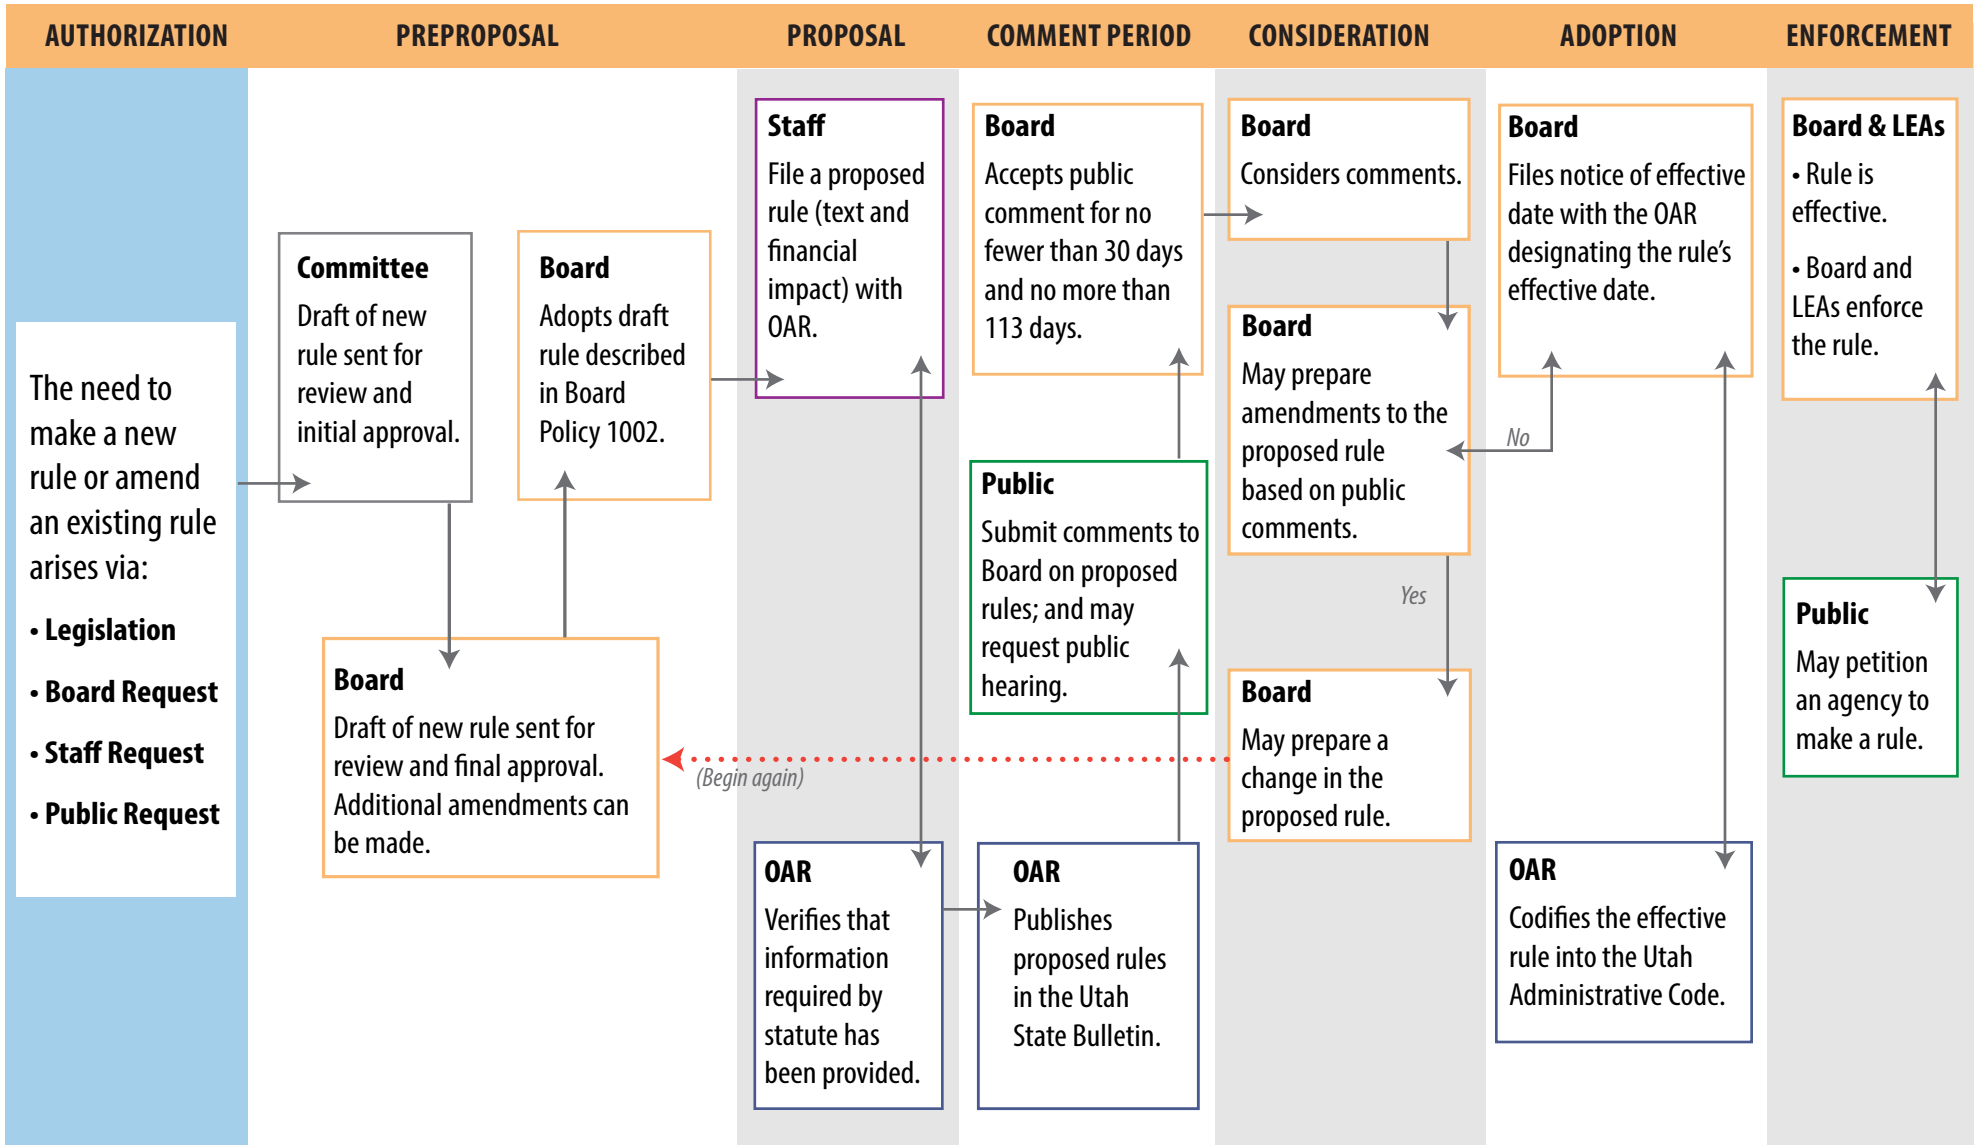 AUTHORIZATION
PREPROPOSAL
PROPOSAL
COMMENT PERIOD
CONSIDERATION
ADOPTION
ENFORCEMENT
The need to
make a new
rule or amend
an existing rule
arises via:
• Legislation
• Board Request
• Staff Request
• Public Request
Committee
Draft of new
rule sent for
review and
initial approval.
Board
Draft of new rule sent for
review and final approval.
Additional amendments can
be made.
Board
Adopts draft
rule described
in Board
Policy 1002.
Staff
File a proposed
rule (text and
financial
impact) with
OAR.
(Begin again)
OAR
Verifies that
information
required by
statute has
been provided.
Board
Accepts public
comment for no
fewer than 30 days
and no more than
113 days.
Public
Submit comments to
Board on proposed
rules; and may
request public
hearing.
OAR
Publishes
proposed rules
in the Utah
State Bulletin.
Board
Considers comments.
Board
May prepare
amendments to the
proposed rule
based on public
comments.
No
Yes
Board
May prepare a
change in the
proposed rule.
Board
Files notice of effective
date with the OAR
designating the rule's
effective date.
OAR
Codifies the effective
rule into the Utah
Administrative Code.
Board & LEAs
• Rule is
effective.
• Board and
LEAs enforce
the rule.
Public
May petition
an agency to
make a rule.